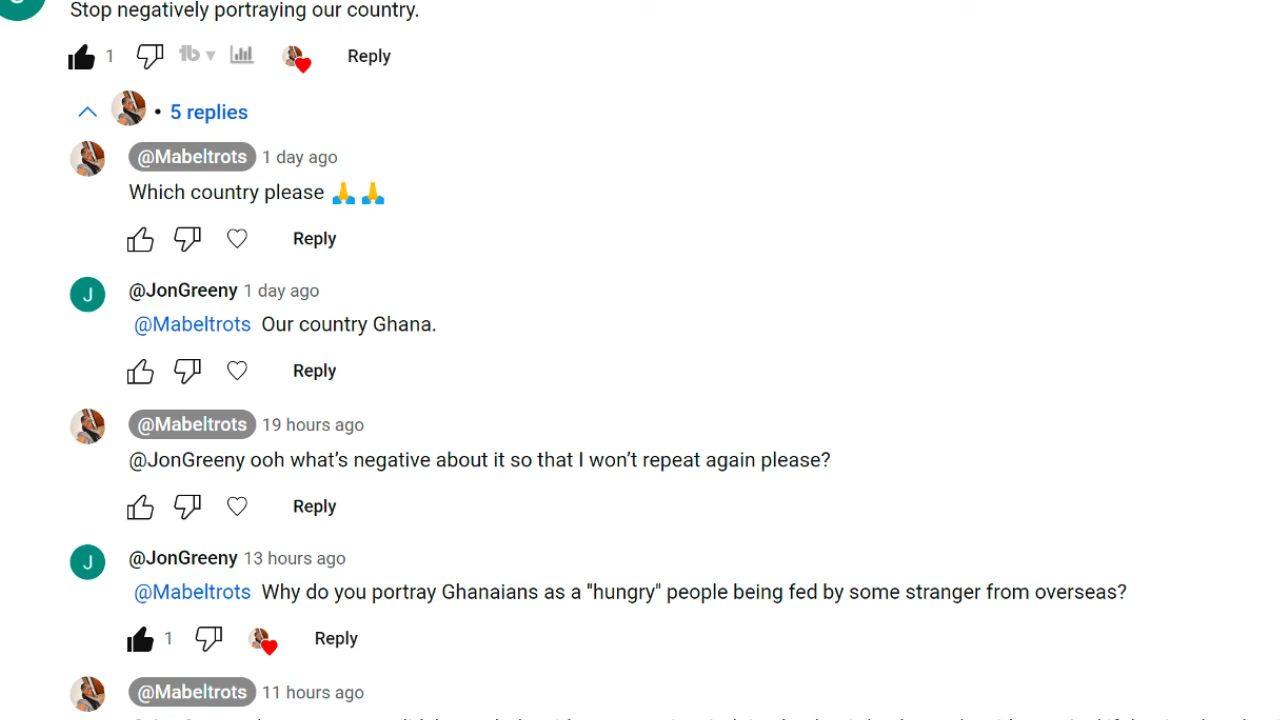 Stop negatively portraying our country.
1 Reply
• 5 replies
@Mabeltrots 1 day ago
Which country please 🙏 🙏
Reply
J @JonGreeny 1 day ago
@Mabeltrots Our country Ghana.
Reply
@Mabeltrots 19 hours ago
@JonGreeny ooh what’s negative about it so that I won’t repeat again please?
Reply
J @JonGreeny 13 hours ago
@Mabeltrots Why do you portray Ghanaians as a "hungry" people being fed by some stranger from overseas?
1 Reply
@Mabeltrots 11 hours ago